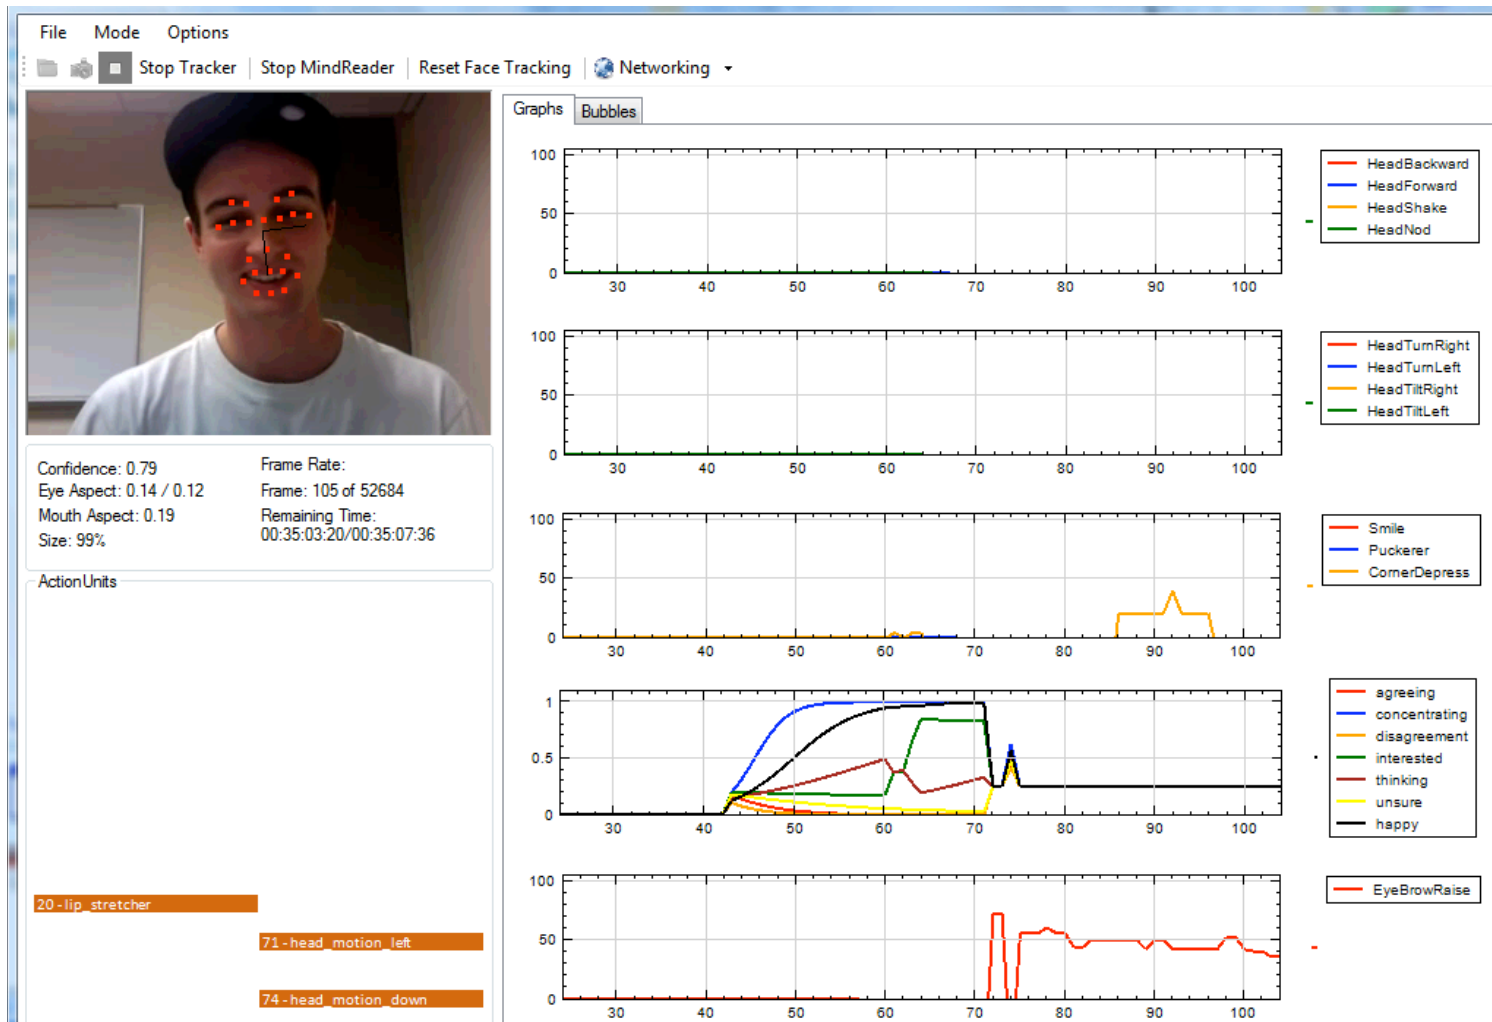 File Mode Options
Stop Tracker Stop MindReader Reset Face Tracking Networking
Graphs Bubbles
100
50
0
30 40 50 60 70 80 90 100
HeadBackward
HeadForward
HeadShake
HeadNod
100
50
0
30 40 50 60 70 80 90 100
HeadTurnRight
HeadTurnLeft
HeadTiltRight
HeadTiltLeft
Confidence: 0.79
Eye Aspect: 0.14 / 0.12
Mouth Aspect: 0.19
Size: 99%
Frame Rate:
Frame: 105 of 52684
Remaining Time:
00:35:03:20/00:35:07:36
100
50
0
30 40 50 60 70 80 90 100
Smile
Puckerer
CornerDepress
ActionUnits
20 - lip_stretcher
71 - head_motion_left
74 - head_motion_down
1
0.5
0
30 40 50 60 70 80 90 100
agreeing
concentrating
disagreement
interested
thinking
unsure
happy
100
50
0
30 40 50 60 70 80 90 100
EyeBrowRaise